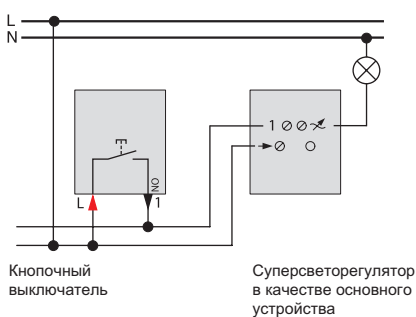 L
N
1
NO
L
1
Кнопочный
выключатель
Суперсветорегулятор
в качестве основного
устройства